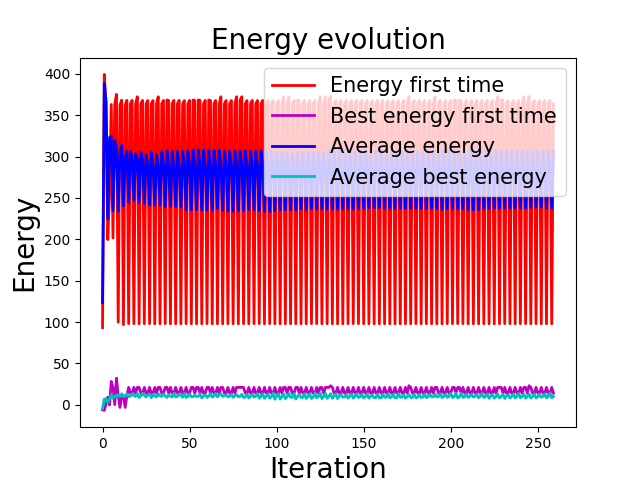 Energy evolution
Energy first time
Best energy first time
Average energy
Average best energy
Energy
400
350
300
250
200
150
100
50
0
0 50 100 150 200 250
Iteration